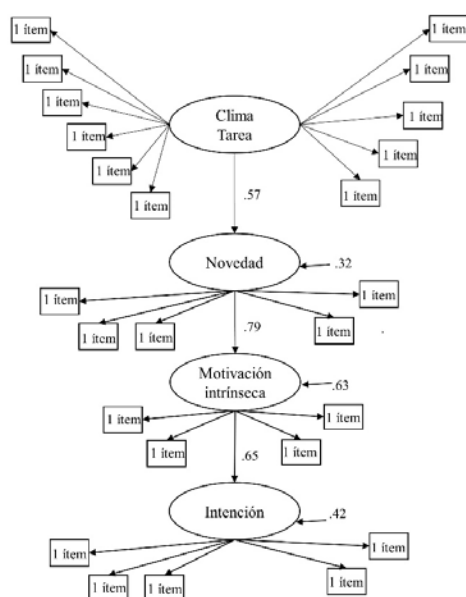 1 ítem
1 ítem
1 ítem
1 ítem
1 ítem
1 ítem
1 ítem
1 ítem
1 ítem
1 ítem
1 ítem
Clima
Tarea
.57
Novedad
.32
1 ítem
1 ítem
1 ítem
1 ítem
1 ítem
.79
Motivación
intrínseca
.63
1 ítem
1 ítem
1 ítem
1 ítem
.65
Intención
.42
1 ítem
1 ítem
1 ítem
1 ítem
1 ítem